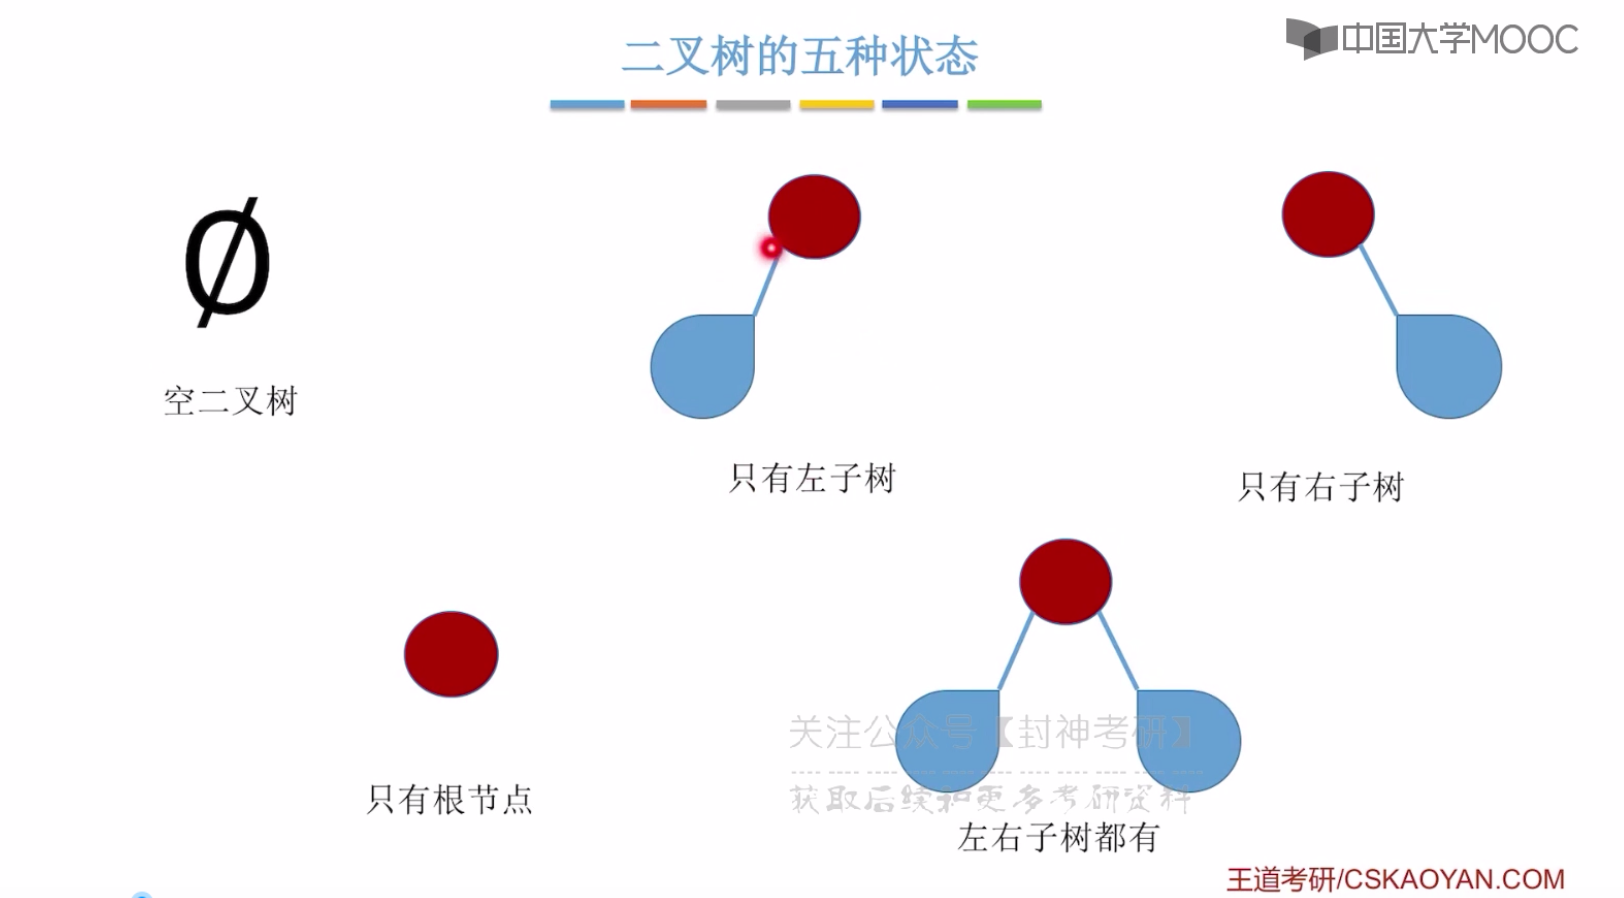 二叉树的五种状态
中国大学MOOC
Ø
空二叉树
只有左子树
只有右子树
只有根节点
关注公众号【封神考研】
获取后续和更多考研资料
左右子树都有
王道考研/CSKAOYAN.COM